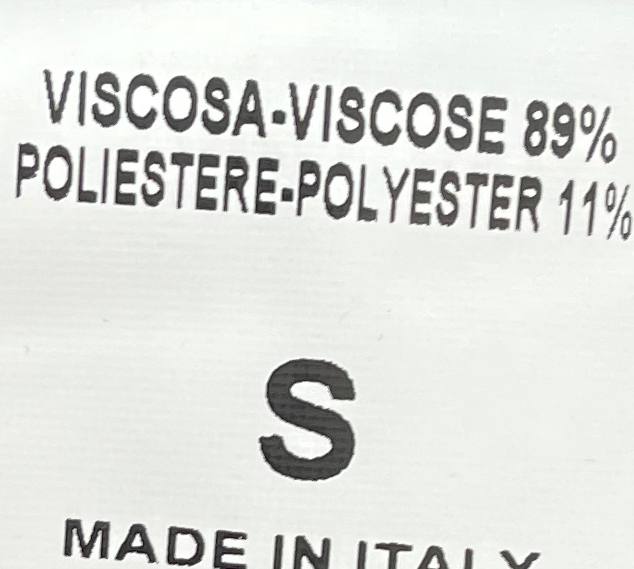 VISCOSA-VISCOSE 89%
POLIESTERE-POLYESTER 11%
S
MADE IN ITALY